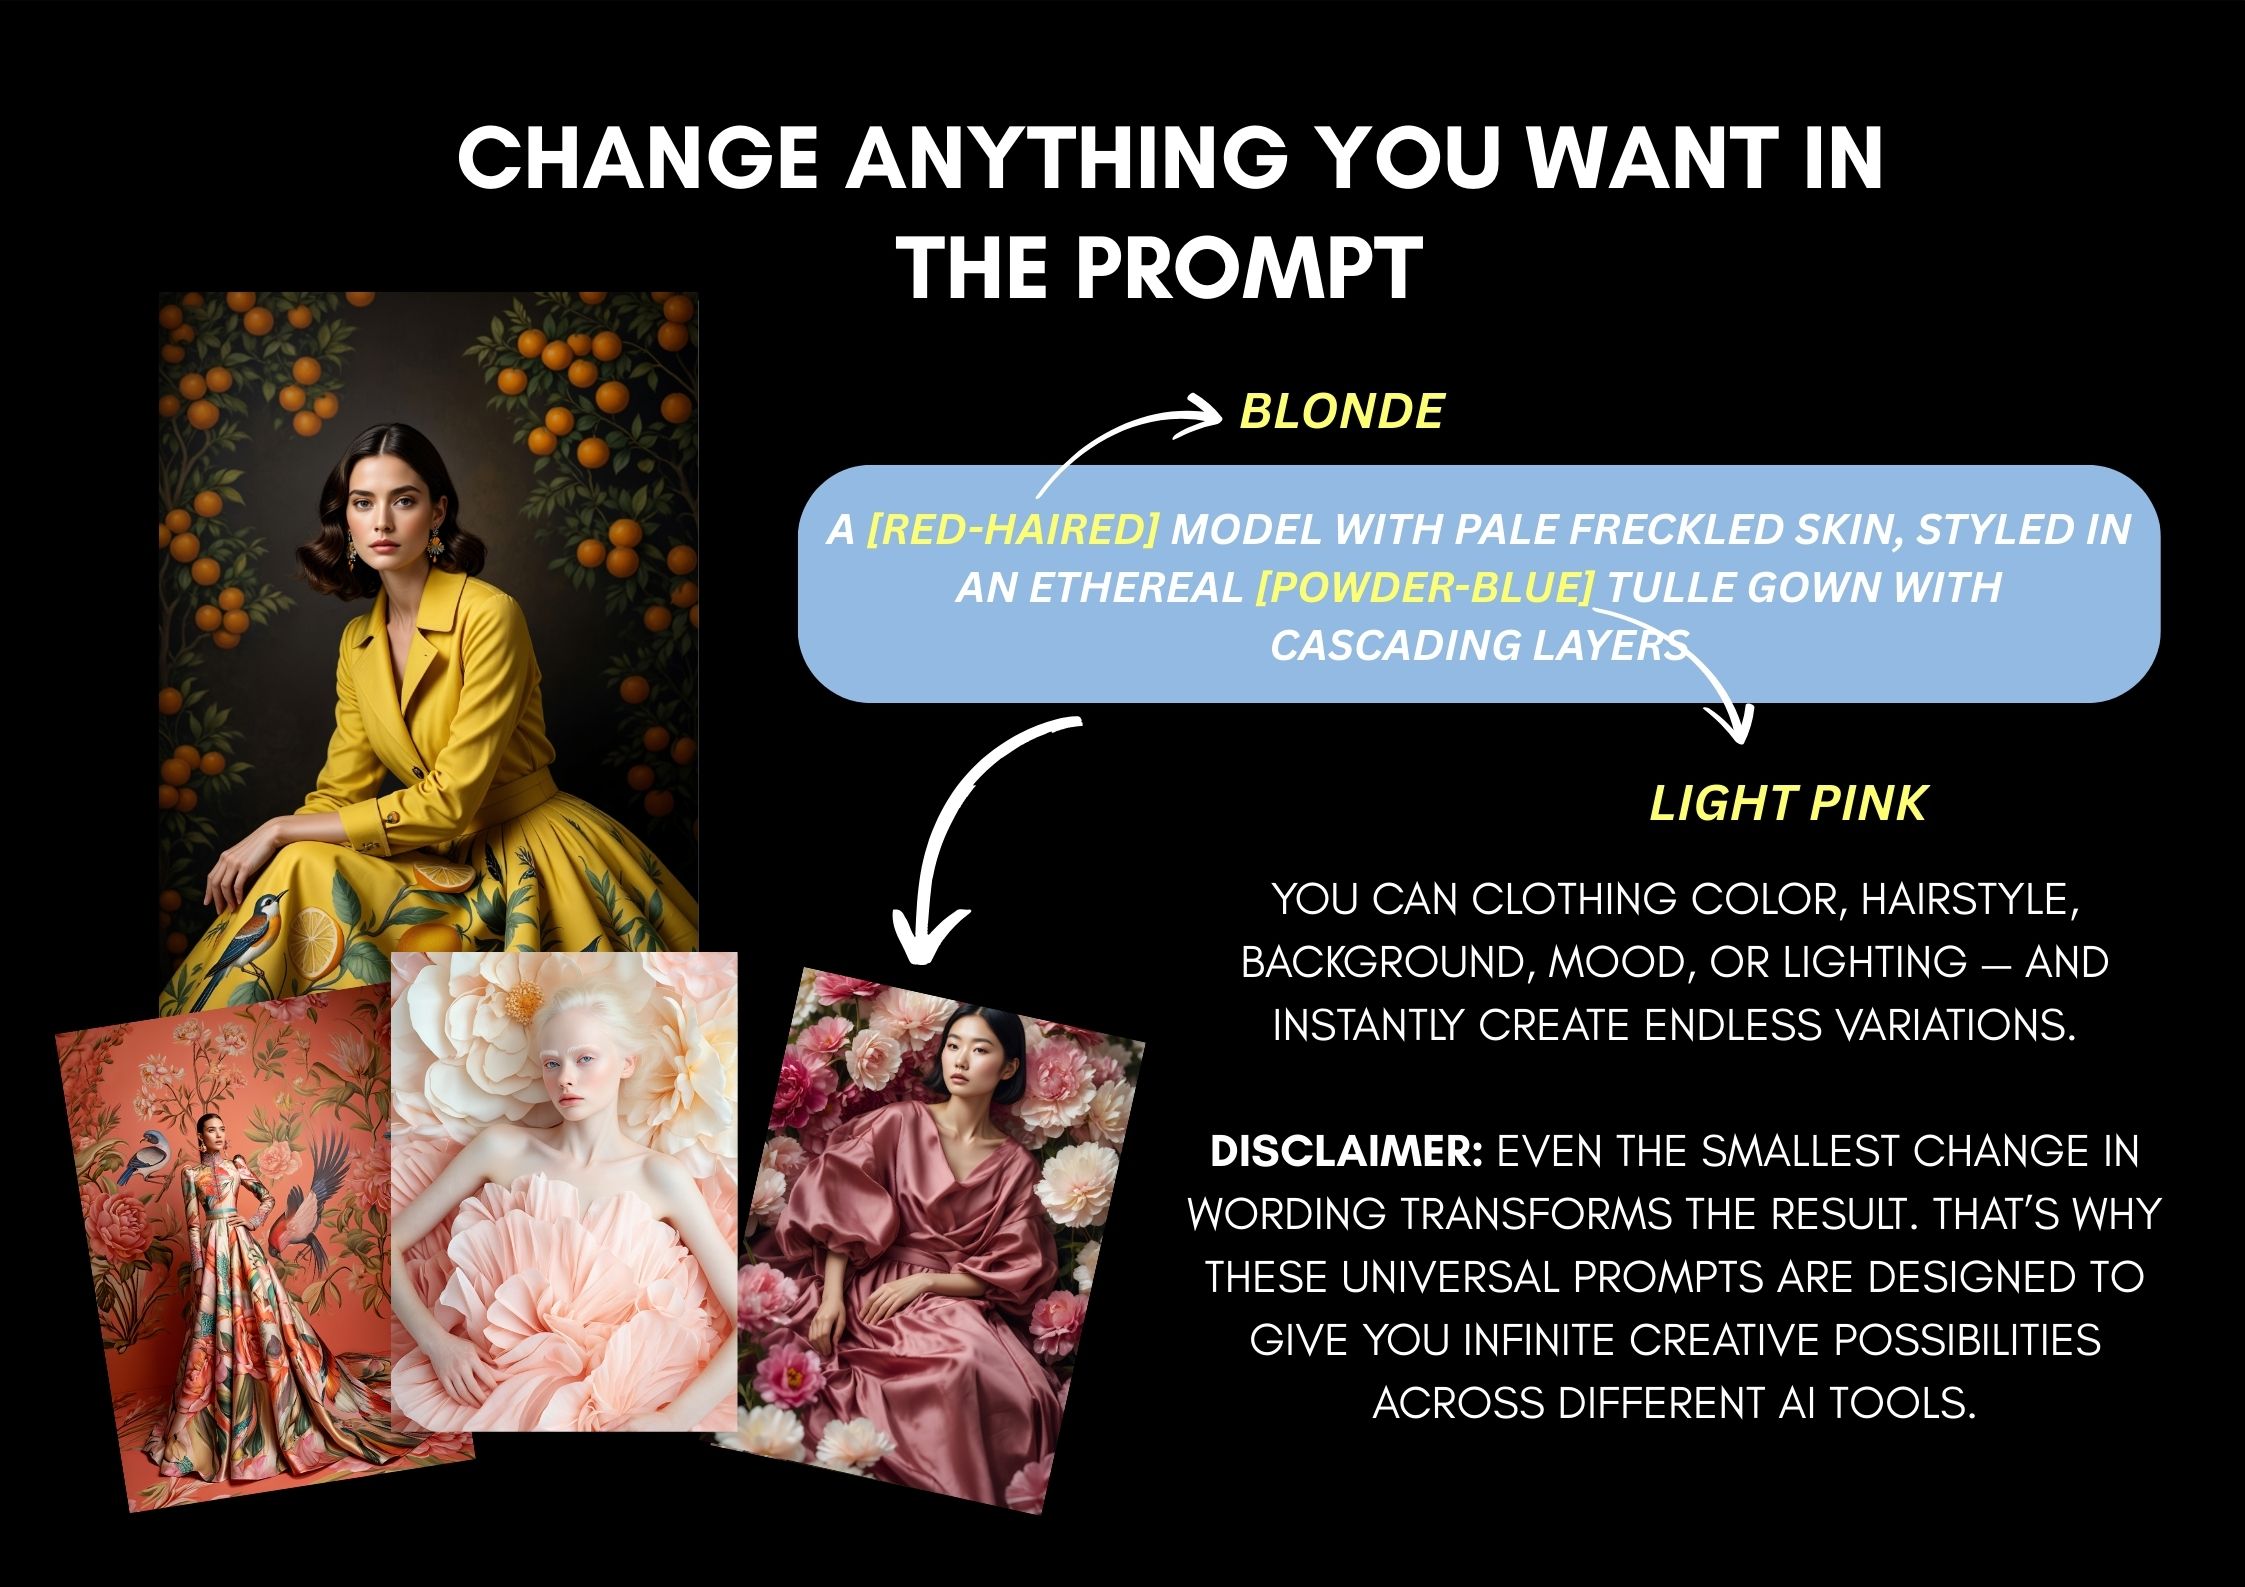 CHANGE ANYTHING YOU WANT IN
THE PROMPT
BLONDE
A [RED-HAIRED] MODEL WITH PALE FRECKLED SKIN, STYLED IN
AN ETHEREAL [POWDER-BLUE] TULLE GOWN WITH
CASCADING LAYERS
LIGHT PINK
YOU CAN CLOTHING COLOR, HAIRSTYLE,
BACKGROUND, MOOD, OR LIGHTING — AND
INSTANTLY CREATE ENDLESS VARIATIONS.
DISCLAIMER: EVEN THE SMALLEST CHANGE IN
WORDING TRANSFORMS THE RESULT. THAT’S WHY
THESE UNIVERSAL PROMPTS ARE DESIGNED TO
GIVE YOU INFINITE CREATIVE POSSIBILITIES
ACROSS DIFFERENT AI TOOLS.